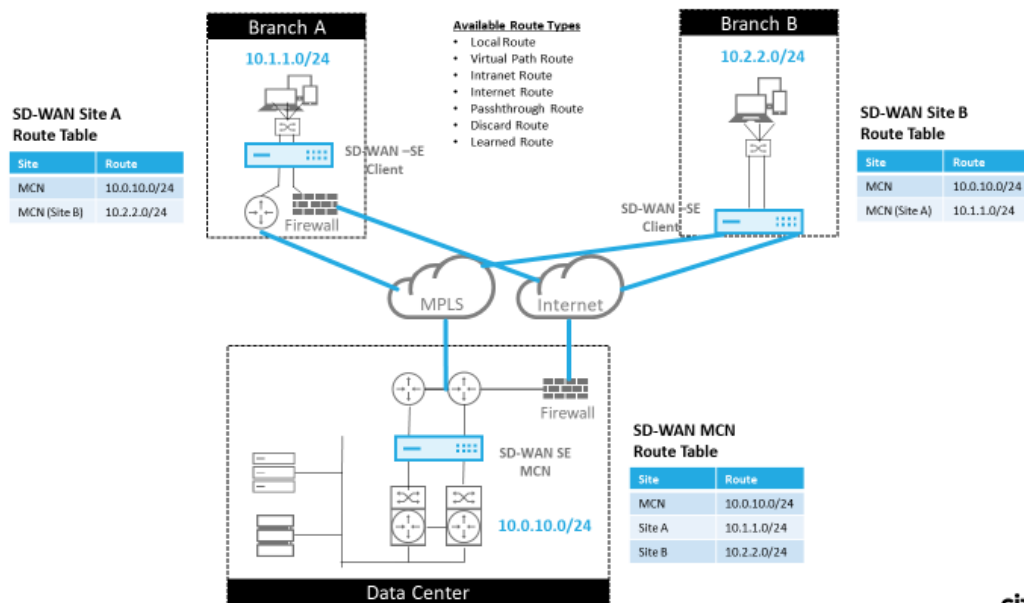 Branch A
10.1.1.0/24
SD-WAN –SE
Client
Firewall
Available Route Types
• Local Route
• Virtual Path Route
• Intranet Route
• Internet Route
• Passhthrough Route
• Discard Route
• Learned Route
Branch B
10.2.2.0/24
SD-WAN –SE
Client
SD-WAN Site A
Route Table
Site Route
MCN 10.0.10.0/24
MCN (Site B) 10.2.2.0/24
SD-WAN Site B
Route Table
Site Route
MCN 10.0.10.0/24
MCN (Site A) 10.1.1.0/24
MPLS
Internet
Firewall
SD-WAN SE
MCN
10.0.10.0/24
Data Center
SD-WAN MCN
Route Table
Site Route
MCN 10.0.10.0/24
Site A 10.1.1.0/24
Site B 10.2.2.0/24